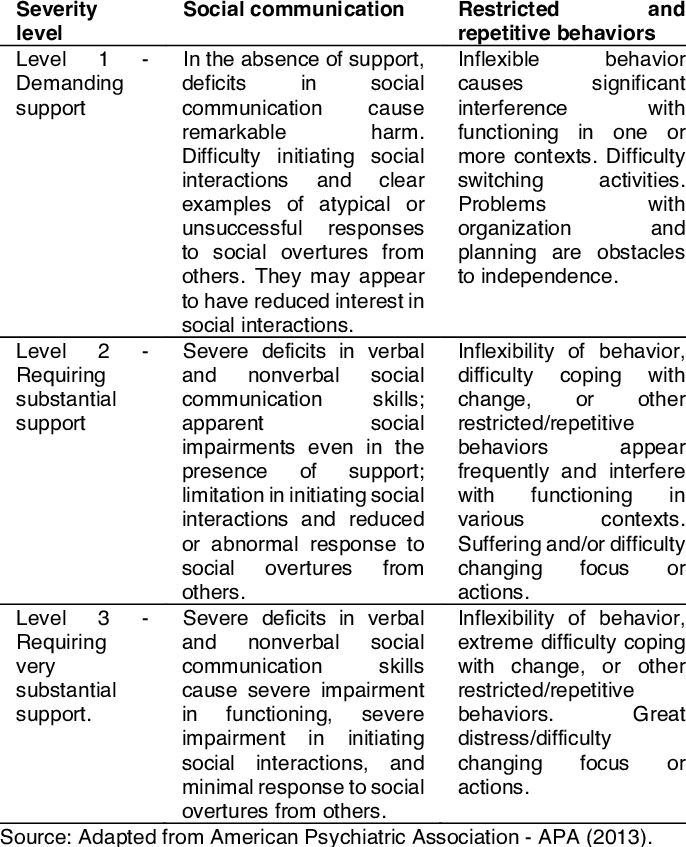 Severity level
Social communication
Restricted and repetitive behaviors
Level 1 -
Demanding
support
In the absence of support,
deficits in social
communication cause
remarkable harm.
Difficulty initiating social
interactions and clear
examples of atypical or
unsuccessful responses
to social overtures from
others. They may appear
to have reduced interest in
social interactions.
Inflexible behavior
causes significant
interference with
functioning in one or
more contexts. Difficulty
switching activities.
Problems with
organization and
planning are obstacles
to independence.
Level 2 -
Requiring
substantial
support
Severe deficits in verbal
and nonverbal social
communication skills;
apparent social
impairments even in the
presence of support;
limitation in initiating social
interactions and reduced
or abnormal response to
social overtures from
others.
Inflexibility of behavior,
difficulty coping with
change, or other
restricted/repetitive
behaviors appear
frequently and interfere
with functioning in
various contexts.
Suffering and/or difficulty
changing focus or
actions.
Level 3 -
Requiring
very
substantial
support.
Severe deficits in verbal
and nonverbal social
communication skills
cause severe impairment
in functioning, severe
impairment in initiating
social interactions, and
minimal response to social
overtures from others.
Inflexibility of behavior,
extreme difficulty coping
with change, or other
restricted/repetitive
behaviors. Great
distress/difficulty
changing focus or
actions.
Source: Adapted from American Psychiatric Association - APA (2013).